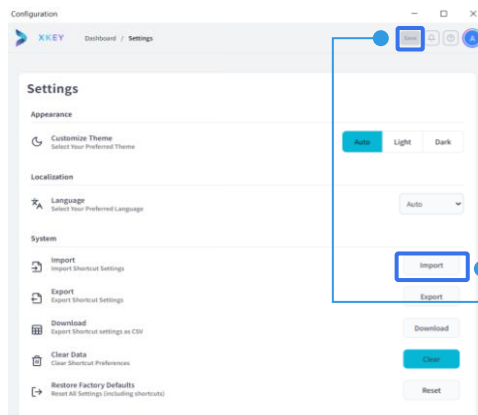 Configuration
XKEY Dashboard / Settings Save A
Settings
Appearance
Customize Theme
Select Your Preferred Theme
Auto Light Dark
Localization
Language
Select Your Preferred Language
Auto
System
Import
Import Shortcut Settings
Import
Export
Export Shortcut Settings
Export
Download
Export Shortcut settings as CSV
Download
Clear Data
Clear Shortcut Preferences
Clear
Restore Factory Defaults
Reset All Settings (including shortcuts)
Reset